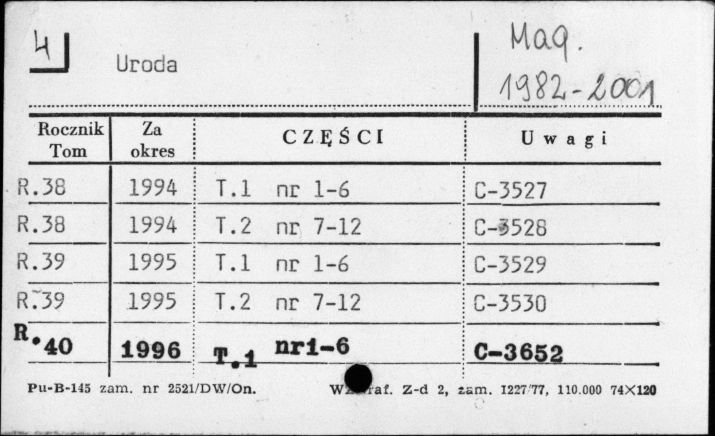 4
Uroda
Mag.
1982-2001
Rocznik Tom | Za okres | CZĘŚCI | Uwagi
R.38 1994 T.1 nr 1-6 C-3527
R.38 1994 T.2 nr 7-12 C-3528
R.39 1995 T.1 nr 1-6 C-3529
R.39 1995 T.2 nr 7-12 C-3530
R.40 1996 T.1 nr1-6 C-3652
Pu-B-145 zam. nr 2521/DW/On. Z-d 2, zam. 1227/77, 110.000 74X120